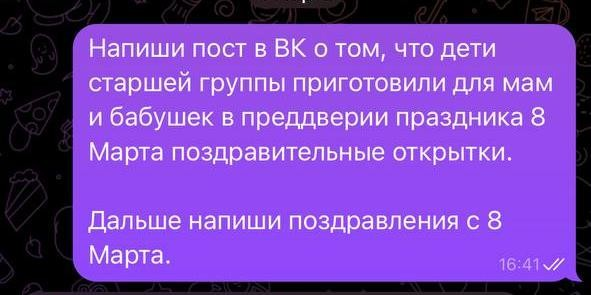 Напиши пост в ВК о том, что дети
старшей группы приготовили для мам
и бабушек в преддверии праздника 8
Марта поздравительные открытки.
Дальше напиши поздравления с 8
Марта.
16:41